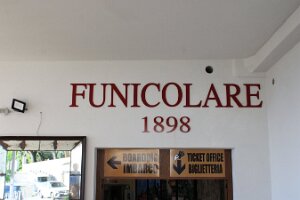 FUNICOLARE
1898
BOARDING
IMBARCO
TICKET OFFICE
BIGLIETTERIA